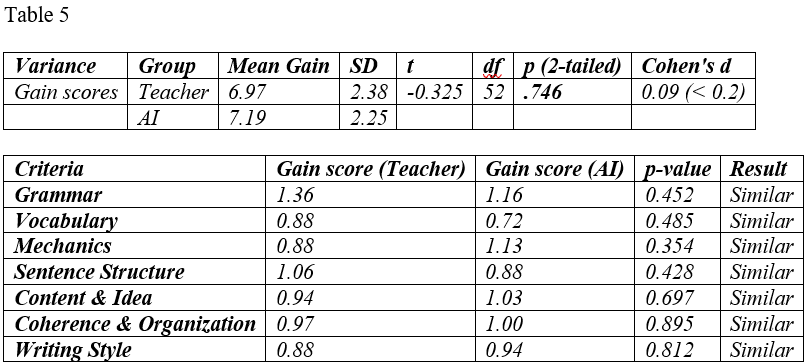 Table 5
Variance Group Mean Gain SD t df p (2-tailed) Cohen's d
Gain scores Teacher 6.97 2.38 -0.325 52 .746 0.09 (< 0.2)
AI 7.19 2.25
Criteria Gain score (Teacher) Gain score (AI) p-value Result
Grammar 1.36 1.16 0.452 Similar
Vocabulary 0.88 0.72 0.485 Similar
Mechanics 0.88 1.13 0.354 Similar
Sentence Structure 1.06 0.88 0.428 Similar
Content & Idea 0.94 1.03 0.697 Similar
Coherence & Organization 0.97 1.00 0.895 Similar
Writing Style 0.88 0.94 0.812 Similar